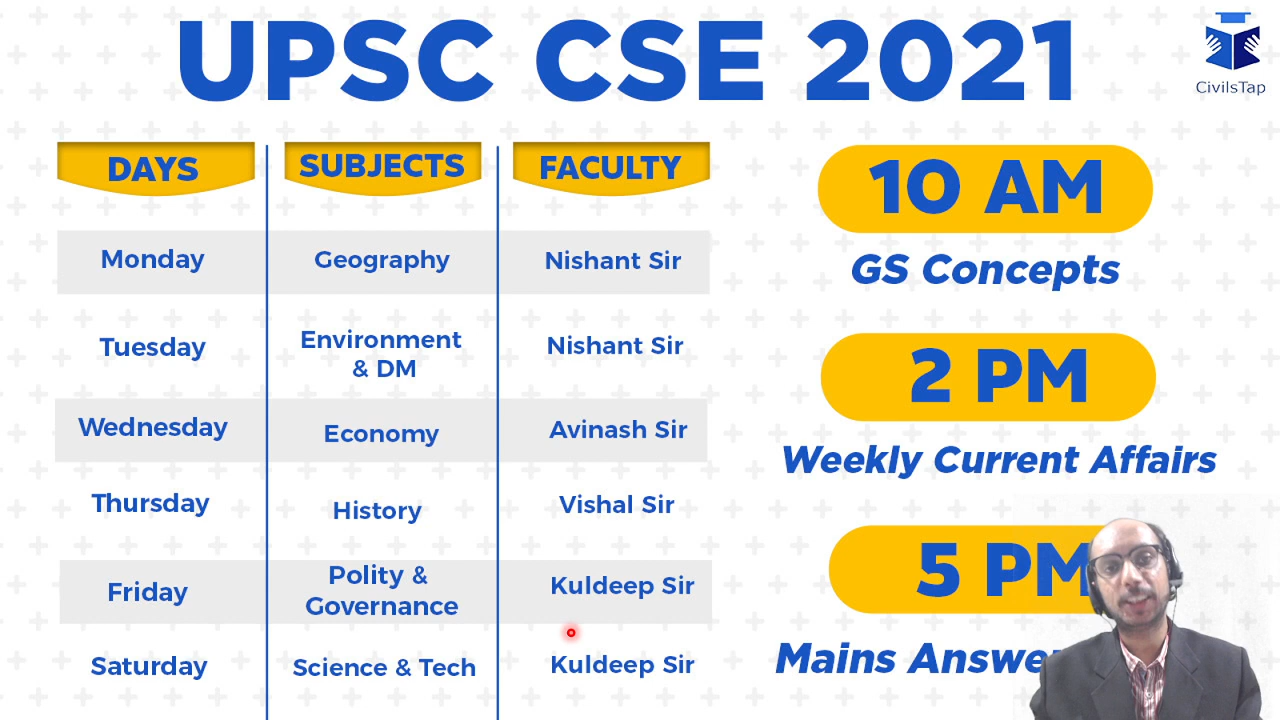 UPSC CSE 2021
CivilsTap
DAYS
SUBJECTS
FACULTY
Monday
Geography
Nishant Sir
Tuesday
Environment
& DM
Nishant Sir
Wednesday
Economy
Avinash Sir
Thursday
History
Vishal Sir
Friday
Polity &
Governance
Kuldeep Sir
Saturday
Science & Tech
Kuldeep Sir
10 AM
GS Concepts
2 PM
Weekly Current Affairs
5 PM
Mains